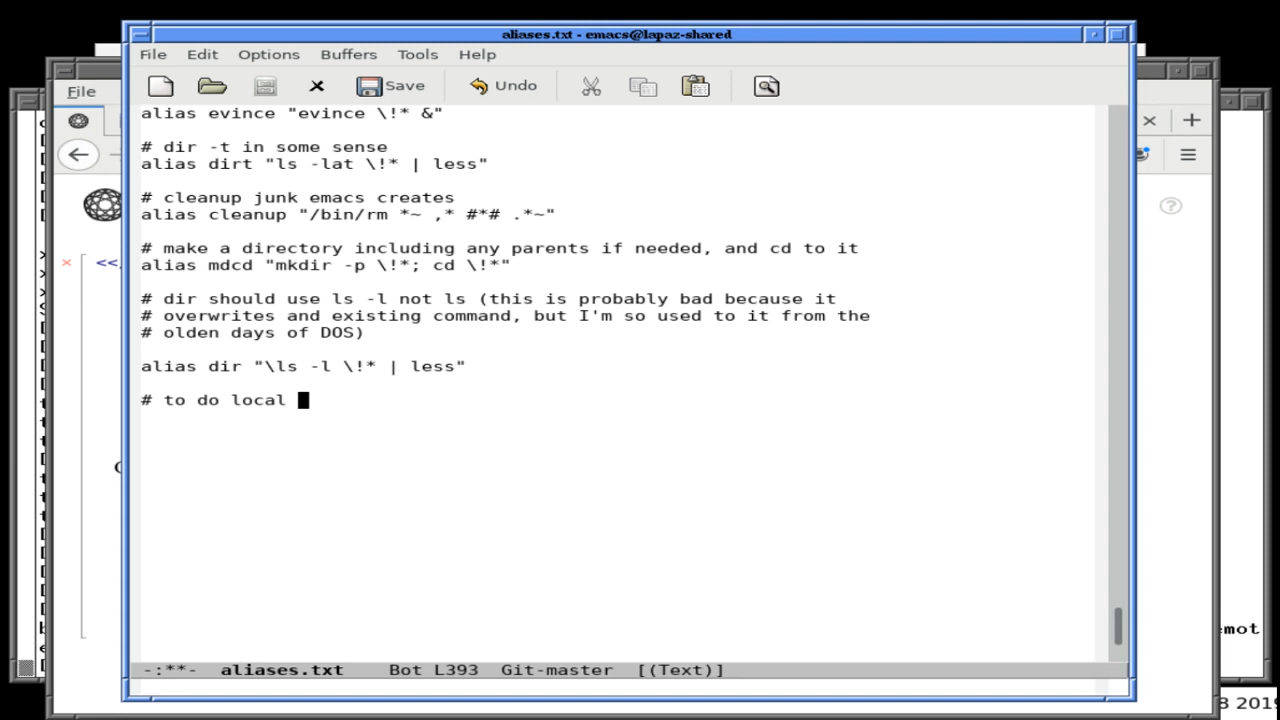 aliases.txt - emacs@lapaz-shared
File Edit Options Buffers Tools Help
Save Undo
File
alias evince "evince \!* &"
# dir -t in some sense
alias dirt "ls -lat \!* | less"
# cleanup junk emacs creates
alias cleanup "/bin/rm *~ ,* #*# .*~"
# make a directory including any parents if needed, and cd to it
alias mdcd "mkdir -p \!*; cd \!*"
# dir should use ls -l not ls (this is probably bad because it
# overwrites and existing command, but I'm so used to it from the
# olden days of DOS)
alias dir "\ls -l \!* | less"
# to do local
-:**- aliases.txt Bot L393 Git-master [(Text)]